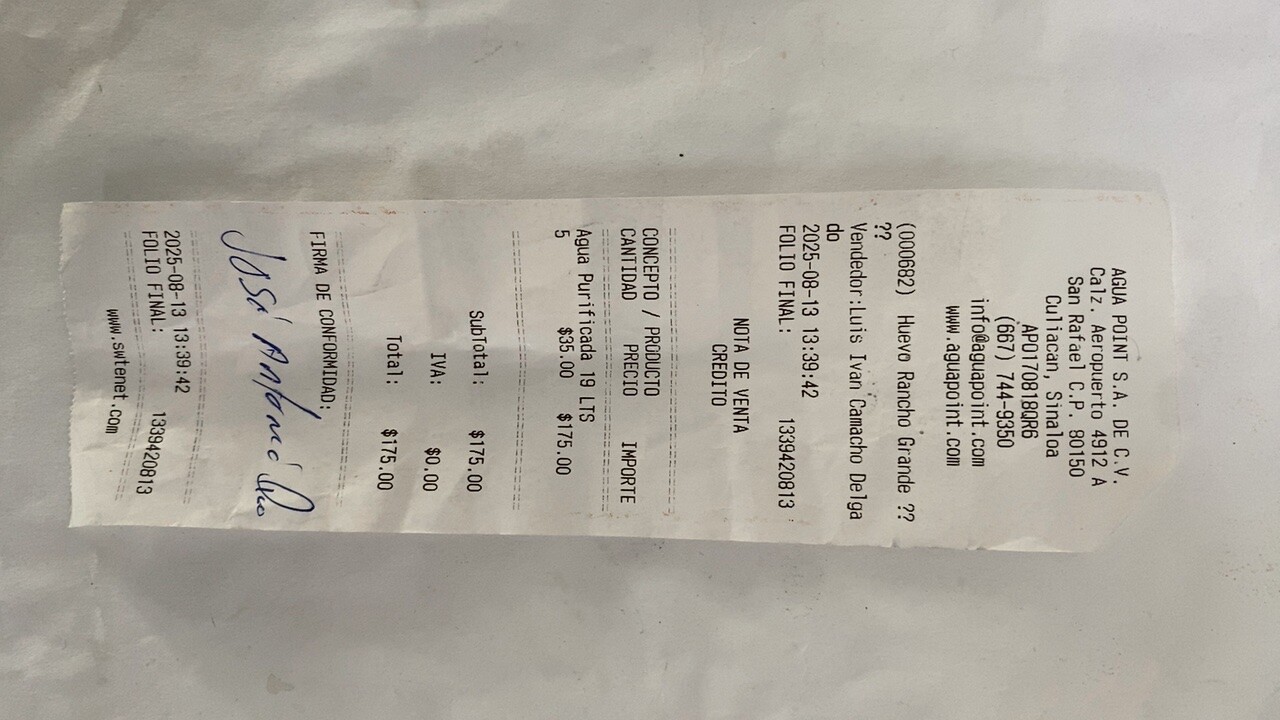 AGUA POINT S.A. DE C.V.
Calz. Aeropuerto 4912 A
San Rafael C.P. 80150
Culiacan, Sinaloa
APO170818QR6
(667) 744-9350
info@aguapoint.com
www.aguapoint.com
(000682) Huevo Rancho Grande ??
??
Vendedor:Luis Ivan Camacho Delga
do
2025-08-13 13:39:42
FOLIO FINAL: 1339420813
NOTA DE VENTA
CREDITO
CONCEPTO / PRODUCTO
CANTIDAD PRECIO IMPORTE
Agua Purificada 19 LTS
5 $35.00 $175.00
SubTotal: $175.00
IVA: $0.00
Total: $175.00
FIRMA DE CONFORMIDAD:
José Antonio
2025-08-13 13:39:42
FOLIO FINAL: 1339420813
www.swtenet.com